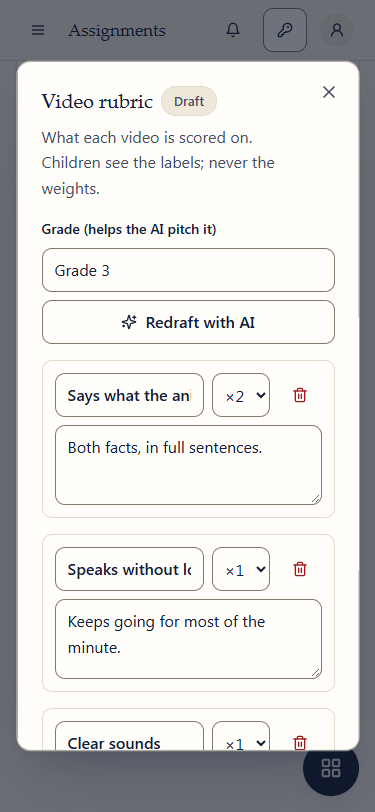 Assignments
Video rubric
Draft
What each video is scored on.
Children see the labels; never the
weights.
Grade (helps the AI pitch it)
Grade 3
Redraft with AI
Says what the
×2
Both facts, in full sentences.
Speaks without
×1
Keeps going for most of the
minute.
Clear sounds
×1